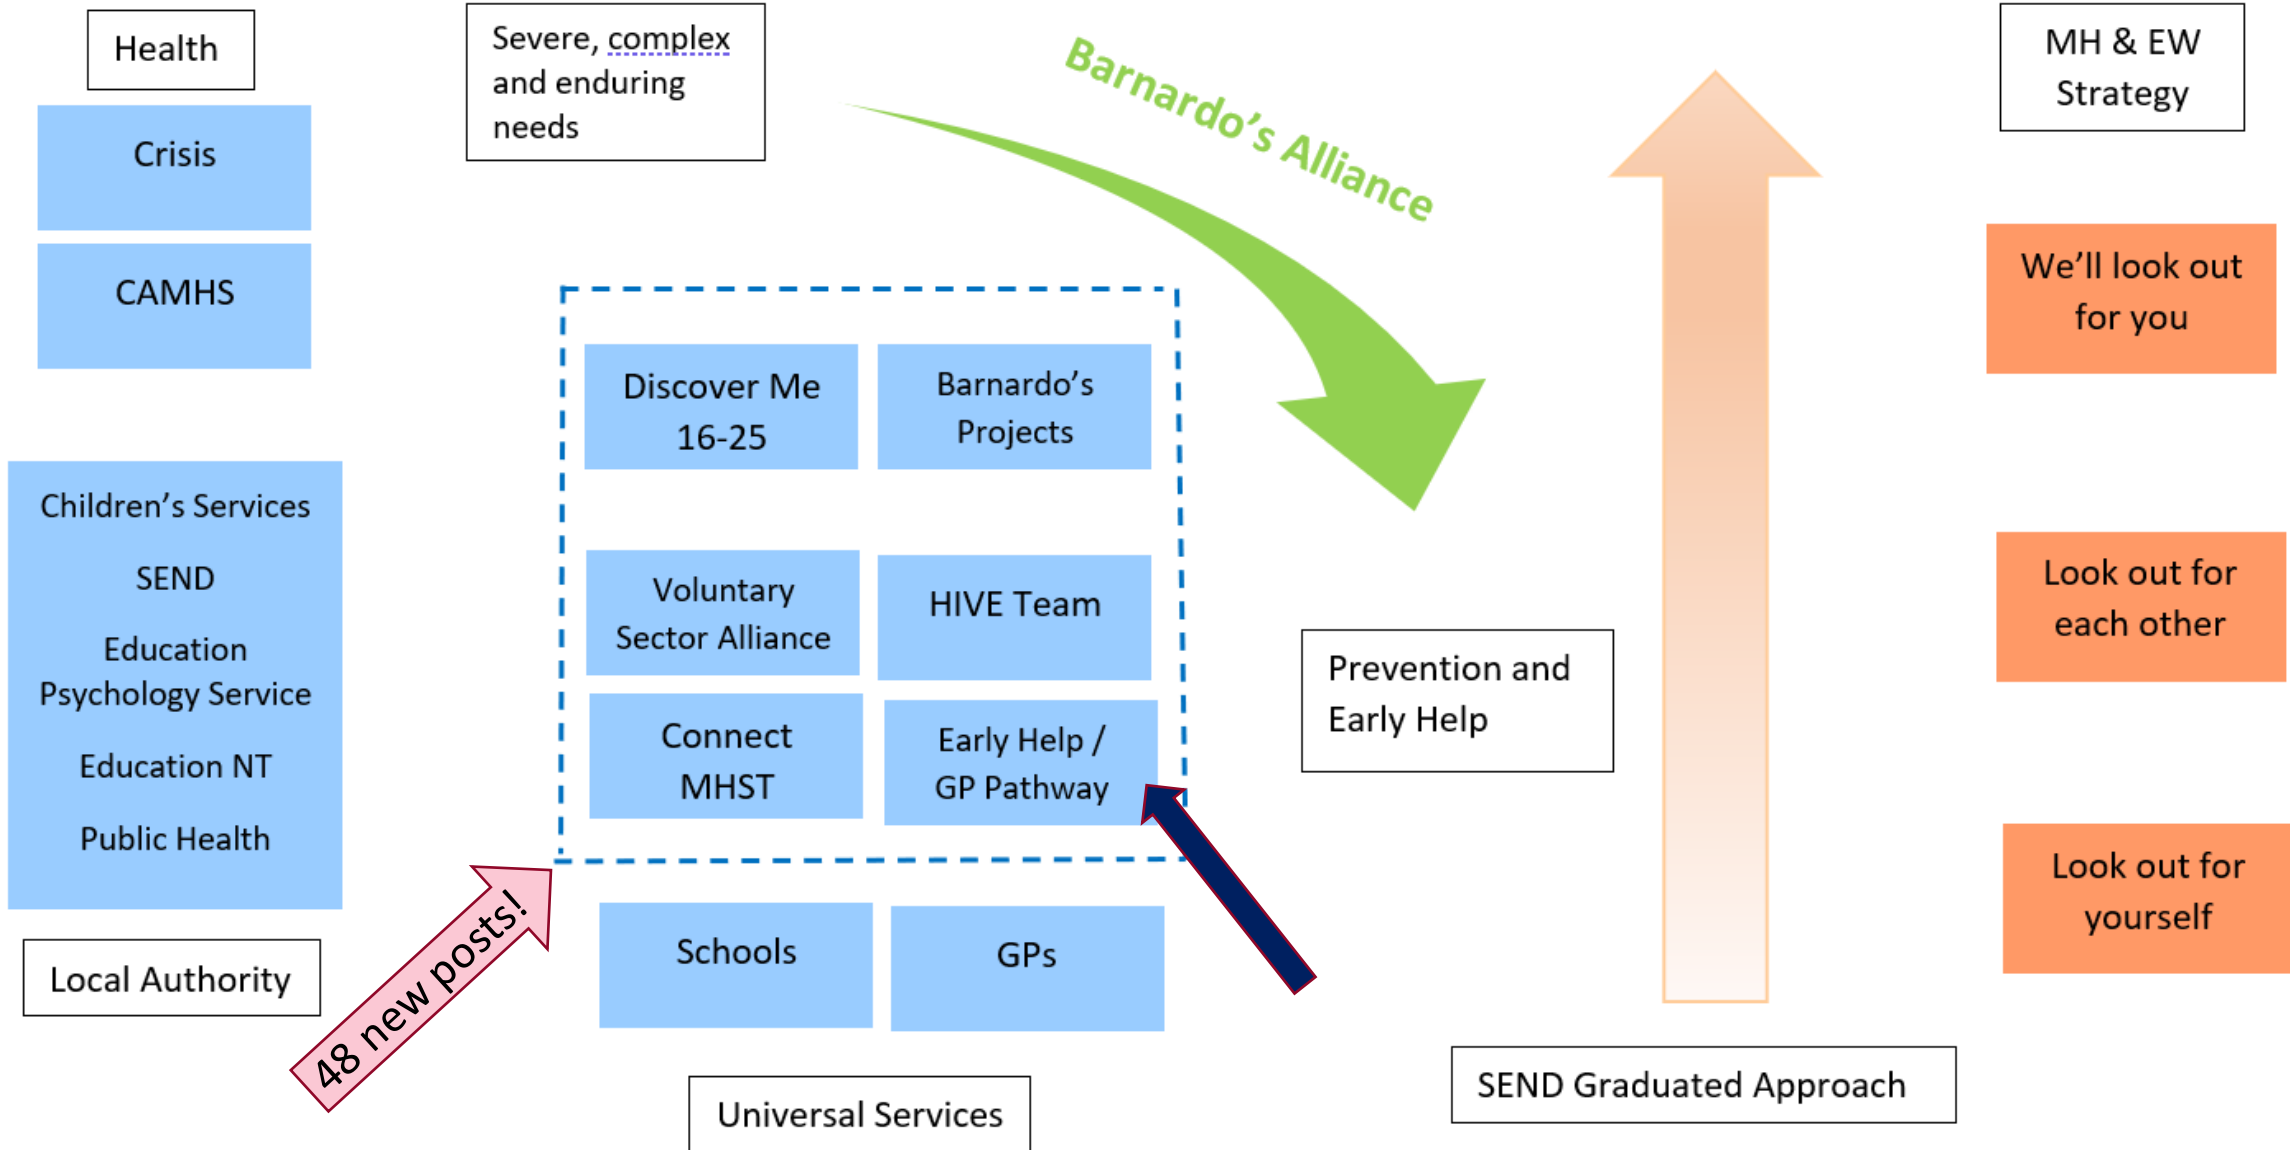 Health
Crisis
CAMHS
Children’s Services
SEND
Education
Psychology Service
Education NT
Public Health
Local Authority
48 new posts!
Severe, complex
and enduring
needs
Barnardo’s Alliance
Discover Me
16-25
Barnardo’s
Projects
Voluntary
Sector Alliance
HIVE Team
Connect
MHST
Early Help /
GP Pathway
Schools
GPs
Universal Services
Prevention and
Early Help
SEND Graduated Approach
MH & EW
Strategy
We’ll look out
for you
Look out for
each other
Look out for
yourself